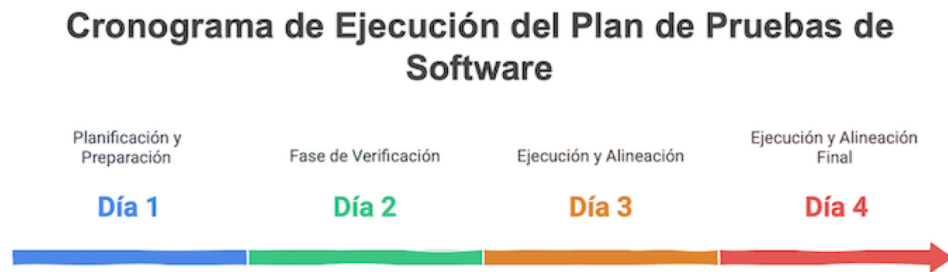 Cronograma de Ejecución del Plan de Pruebas de
Software
Planificación y
Preparación
Día 1
Fase de Verificación
Día 2
Ejecución y Alineación
Día 3
Ejecución y Alineación
Final
Día 4